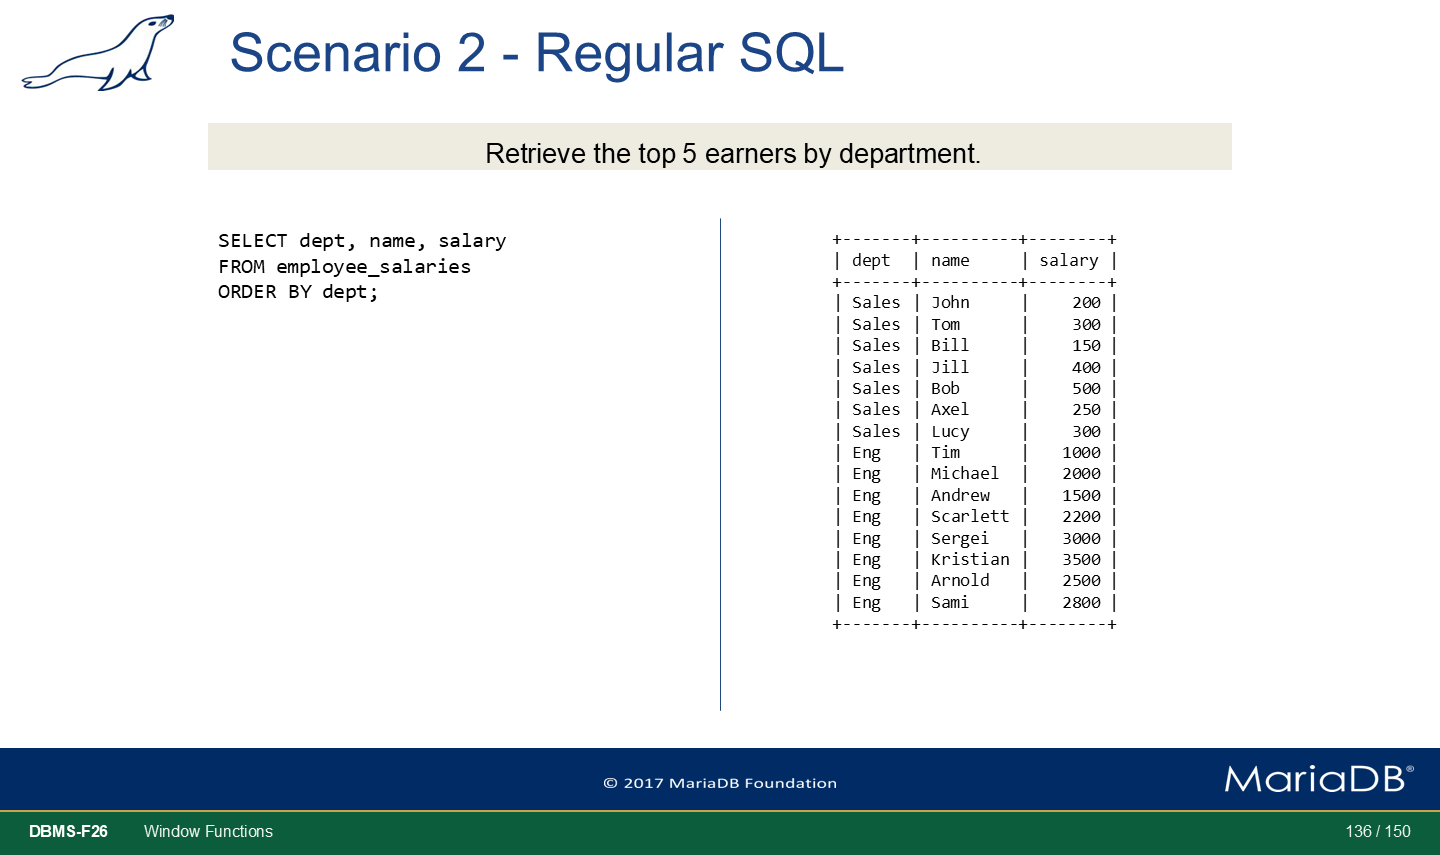 Scenario 2 - Regular SQL
Retrieve the top 5 earners by department.
SELECT dept, name, salary
FROM employee_salaries
ORDER BY dept;
+-------+----------+--------+
| dept  | name     | salary |
+-------+----------+--------+
| Sales | John     |    200 |
| Sales | Tom      |    300 |
| Sales | Bill     |    150 |
| Sales | Jill     |    400 |
| Sales | Bob      |    500 |
| Sales | Axel     |    250 |
| Sales | Lucy     |    300 |
| Eng   | Tim      |   1000 |
| Eng   | Michael  |   2000 |
| Eng   | Andrew   |   1500 |
| Eng   | Scarlett |   2200 |
| Eng   | Sergei   |   3000 |
| Eng   | Kristian |   3500 |
| Eng   | Arnold   |   2500 |
| Eng   | Sami     |   2800 |
+-------+----------+--------+
© 2017 MariaDB Foundation
MariaDB®
DBMS-F26 Window Functions 136 / 150